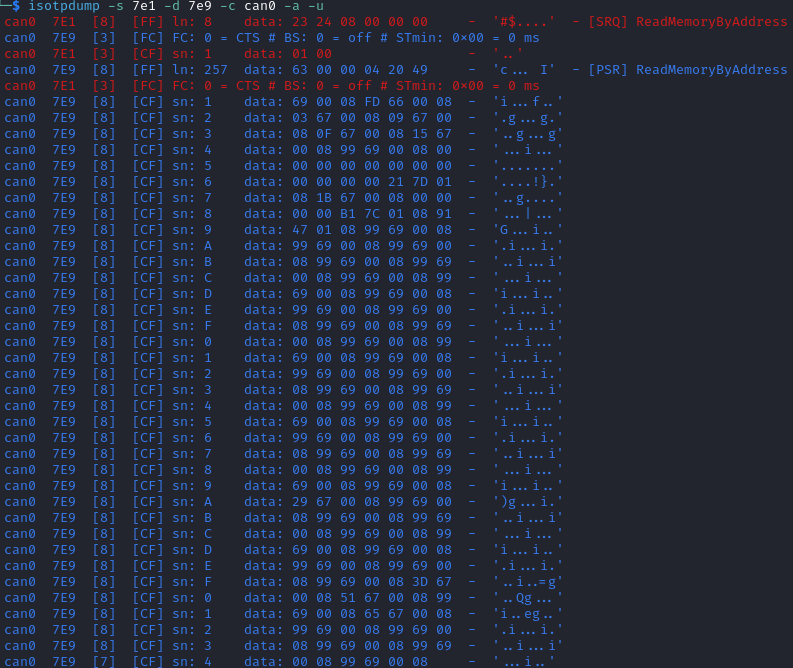 └─$ isotpdump -s 7e1 -d 7e9 -c can0 -a -u
can0  7E1  [8]  [FF] ln: 8    data: 23 24 08 00 00 00     -  '#$....'  - [SRQ] ReadMemoryByAddress
can0  7E9  [3]  [FC] FC: 0 = CTS # BS: 0 = off # STmin: 0x00 = 0 ms
can0  7E1  [3]  [CF] sn: 1    data: 01 00                 -  '..'
can0  7E9  [8]  [FF] ln: 257  data: 63 00 00 04 20 49     -  'c... I'  - [PSR] ReadMemoryByAddress
can0  7E1  [3]  [FC] FC: 0 = CTS # BS: 0 = off # STmin: 0x00 = 0 ms
can0  7E9  [8]  [CF] sn: 1    data: 69 00 08 FD 66 00 08  -  'i...f..'
can0  7E9  [8]  [CF] sn: 2    data: 03 67 00 08 09 67 00  -  '.g...g.'
can0  7E9  [8]  [CF] sn: 3    data: 08 0F 67 00 08 15 67  -  '..g...g'
can0  7E9  [8]  [CF] sn: 4    data: 00 08 99 69 00 08 00  -  '...i...'
can0  7E9  [8]  [CF] sn: 5    data: 00 00 00 00 00 00 00  -  '.......'
can0  7E9  [8]  [CF] sn: 6    data: 00 00 00 00 21 7D 01  -  '....!}.'
can0  7E9  [8]  [CF] sn: 7    data: 08 1B 67 00 08 00 00  -  '..g....'
can0  7E9  [8]  [CF] sn: 8    data: 00 00 B1 7C 01 08 91  -  '...|...'
can0  7E9  [8]  [CF] sn: 9    data: 47 01 08 99 69 00 08  -  'G...i..'
can0  7E9  [8]  [CF] sn: A    data: 99 69 00 08 99 69 00  -  '.i...i.'
can0  7E9  [8]  [CF] sn: B    data: 08 99 69 00 08 99 69  -  '..i...i'
can0  7E9  [8]  [CF] sn: C    data: 00 08 99 69 00 08 99  -  '...i...'
can0  7E9  [8]  [CF] sn: D    data: 69 00 08 99 69 00 08  -  'i...i..'
can0  7E9  [8]  [CF] sn: E    data: 99 69 00 08 99 69 00  -  '.i...i.'
can0  7E9  [8]  [CF] sn: F    data: 08 99 69 00 08 99 69  -  '..i...i'
can0  7E9  [8]  [CF] sn: 0    data: 00 08 99 69 00 08 99  -  '...i...'
can0  7E9  [8]  [CF] sn: 1    data: 69 00 08 99 69 00 08  -  'i...i..'
can0  7E9  [8]  [CF] sn: 2    data: 99 69 00 08 99 69 00  -  '.i...i.'
can0  7E9  [8]  [CF] sn: 3    data: 08 99 69 00 08 99 69  -  '..i...i'
can0  7E9  [8]  [CF] sn: 4    data: 00 08 99 69 00 08 99  -  '...i...'
can0  7E9  [8]  [CF] sn: 5    data: 69 00 08 99 69 00 08  -  'i...i..'
can0  7E9  [8]  [CF] sn: 6    data: 99 69 00 08 99 69 00  -  '.i...i.'
can0  7E9  [8]  [CF] sn: 7    data: 08 99 69 00 08 99 69  -  '..i...i'
can0  7E9  [8]  [CF] sn: 8    data: 00 08 99 69 00 08 99  -  '...i...'
can0  7E9  [8]  [CF] sn: 9    data: 69 00 08 99 69 00 08  -  'i...i..'
can0  7E9  [8]  [CF] sn: A    data: 29 67 00 08 99 69 00  -  ')g...i.'
can0  7E9  [8]  [CF] sn: B    data: 08 99 69 00 08 99 69  -  '..i...i'
can0  7E9  [8]  [CF] sn: C    data: 00 08 99 69 00 08 99  -  '...i...'
can0  7E9  [8]  [CF] sn: D    data: 69 00 08 99 69 00 08  -  'i...i..'
can0  7E9  [8]  [CF] sn: E    data: 99 69 00 08 99 69 00  -  '.i...i.'
can0  7E9  [8]  [CF] sn: F    data: 08 99 69 00 08 3D 67  -  '..i..=g'
can0  7E9  [8]  [CF] sn: 0    data: 00 08 51 67 00 08 99  -  '..Qg...'
can0  7E9  [8]  [CF] sn: 1    data: 69 00 08 65 67 00 08  -  'i..eg..'
can0  7E9  [8]  [CF] sn: 2    data: 99 69 00 08 99 69 00  -  '.i...i.'
can0  7E9  [8]  [CF] sn: 3    data: 08 99 69 00 08 99 69  -  '..i...i'
can0  7E9  [7]  [CF] sn: 4    data: 00 08 99 69 00 08     -  '...i..'